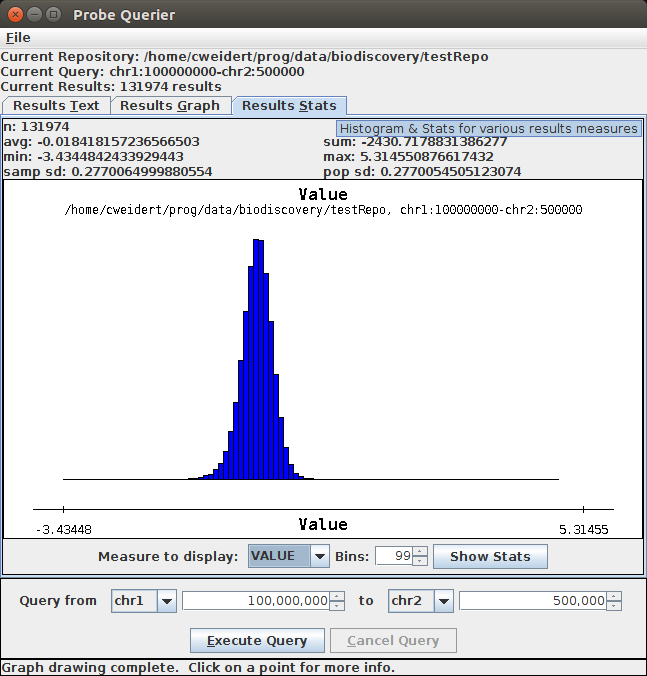 Probe Querier
File
Current Repository: /home/cweidert/prog/data/biodiscovery/testRepo
Current Query: chr1:100000000-chr2:500000
Current Results: 131974 results
Results Text Results Graph Results Stats
n: 131974 Histogram & Stats for various results measures
avg: -0.018418157236566503 sum: -2430.7178831386277
min: -3.4344842433929443 max: 5.314550876617432
samp sd: 0.2770064999880554 pop sd: 0.2770054505123074
Value
/home/cweidert/prog/data/biodiscovery/testRepo, chr1:100000000-chr2:500000
-3.43448 Value 5.31455
Measure to display: VALUE Bins: 99 Show Stats
Query from chr1 100,000,000 to chr2 500,000
Execute Query Cancel Query
Graph drawing complete. Click on a point for more info.